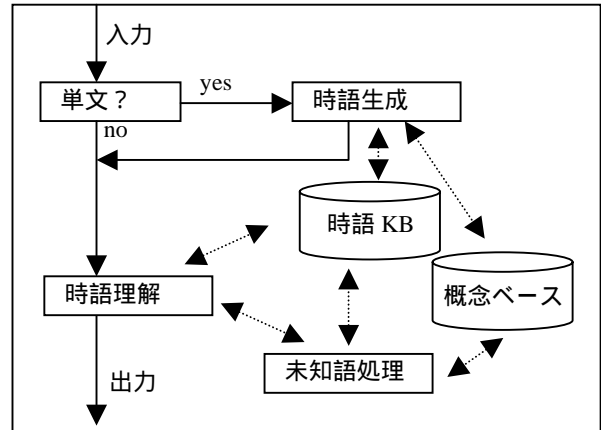 入力
単文？
yes
時語生成
no
時語 KB
概念ベース
時語理解
未知語処理
出力